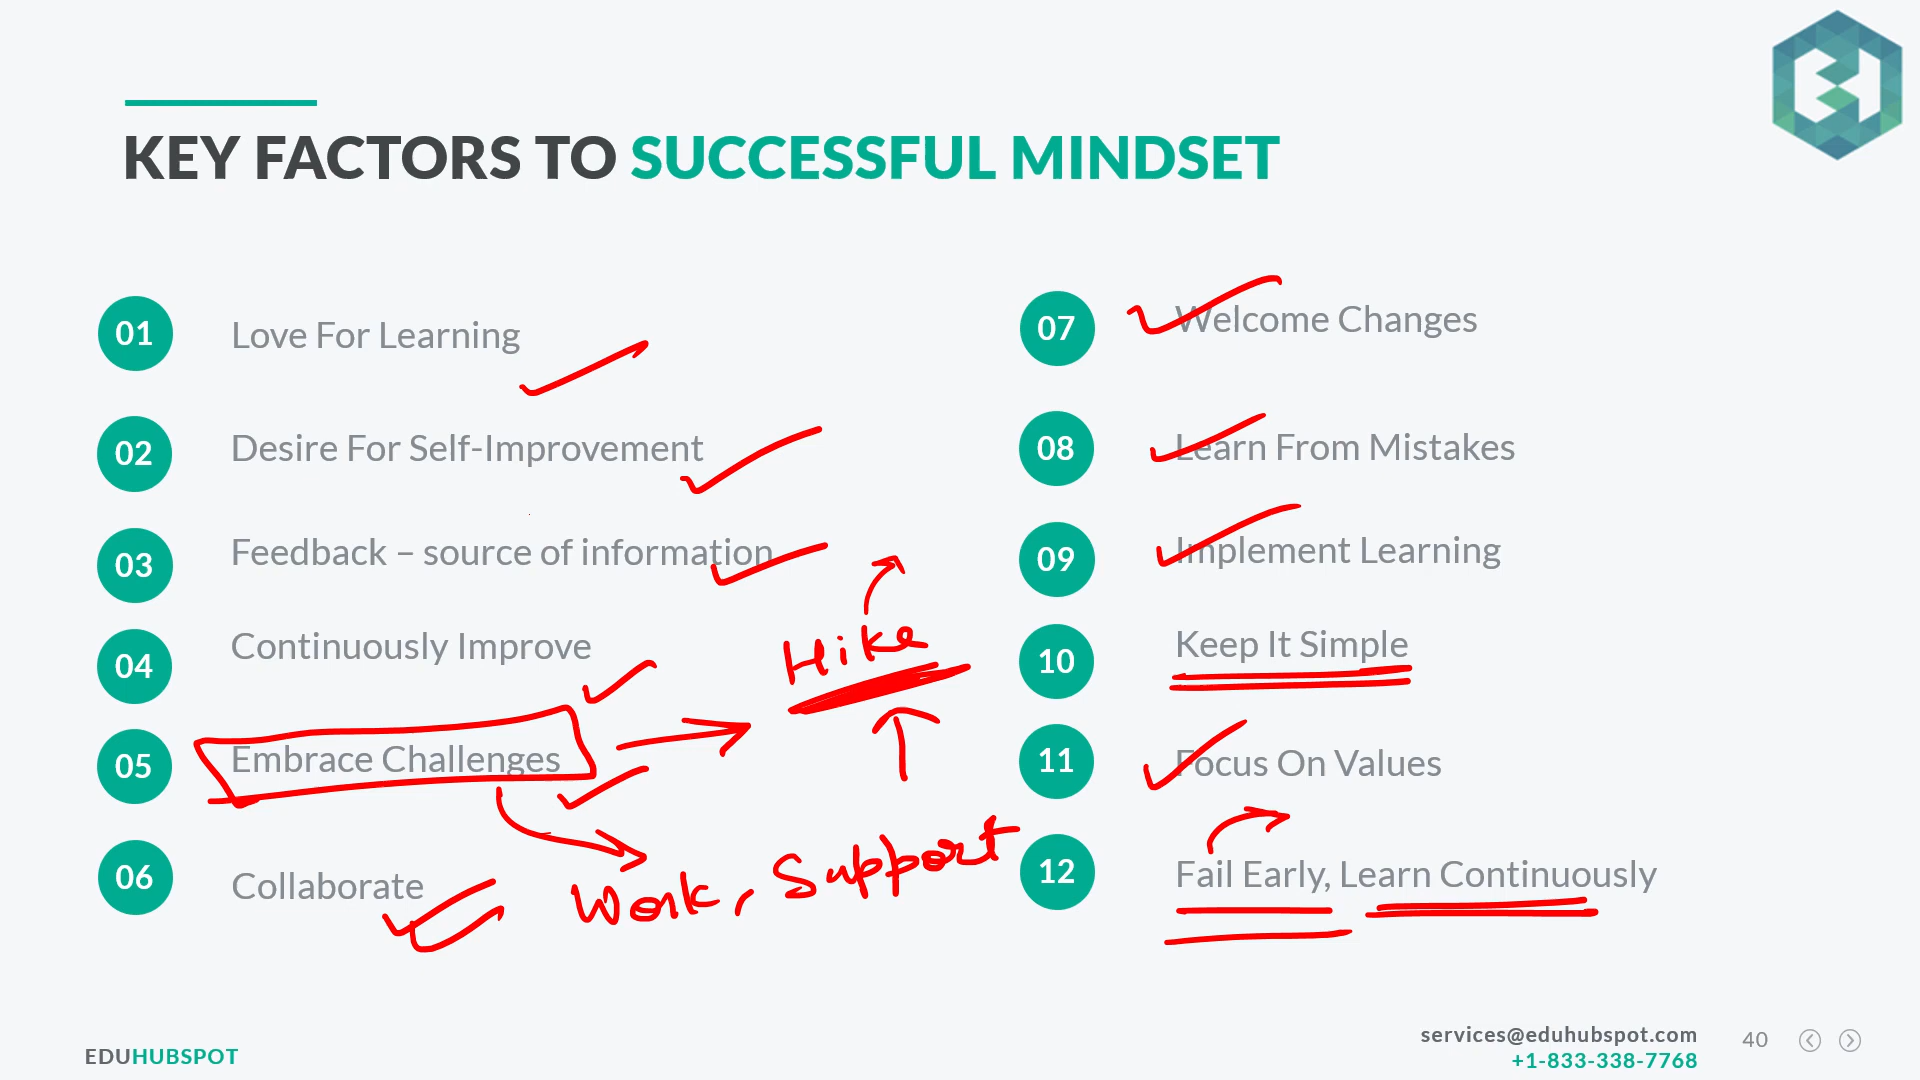 KEY FACTORS TO SUCCESSFUL MINDSET
01 Love For Learning
02 Desire For Self-Improvement
03 Feedback – source of information
04 Continuously Improve
05 Embrace Challenges
06 Collaborate
Hike
Work, Support
07 Welcome Changes
08 Learn From Mistakes
09 Implement Learning
10 Keep It Simple
11 Focus On Values
12 Fail Early, Learn Continuously
EDUHUBSPOT
services@eduhubspot.com
+1-833-338-7768
40